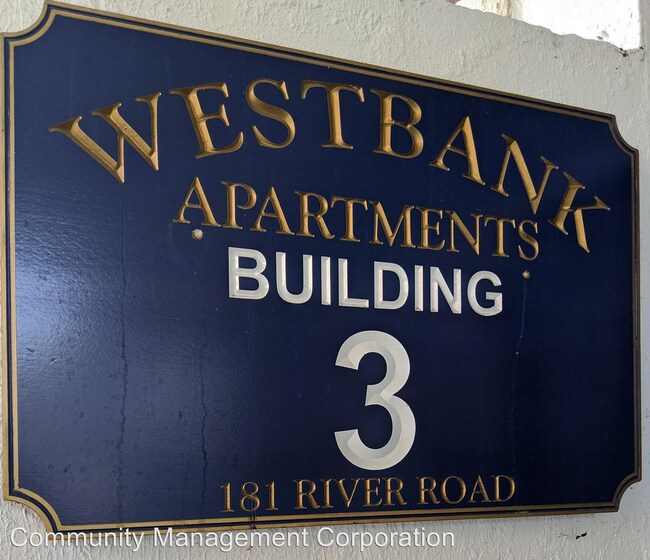 WESTBANK
APARTMENTS
BUILDING
3
181 RIVER ROAD
Community Management Corporation